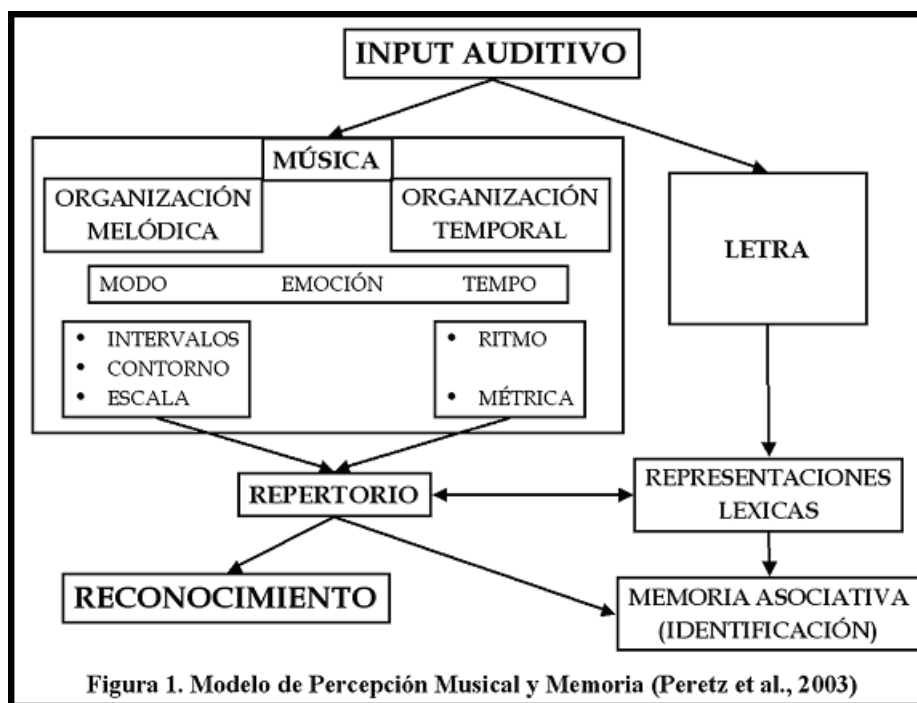 INPUT AUDITIVO
MÚSICA
ORGANIZACIÓN
MELÓDICA
ORGANIZACIÓN
TEMPORAL
LETRA
MODO EMOCIÓN TEMPO
• INTERVALOS
• CONTORNO
• ESCALA
• RITMO
• MÉTRICA
REPERTORIO
REPRESENTACIONES
LEXICAS
RECONOCIMIENTO
MEMORIA ASOCIATIVA
(IDENTIFICACIÓN)
Figura 1. Modelo de Percepción Musical y Memoria (Peretz et al., 2003)